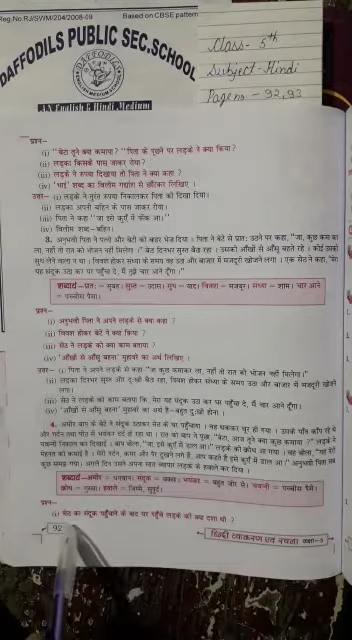 Reg.No.RJ/SWM/204/2008-09
Based on CBSE pattern
DAFFODILS PUBLIC SEC.SCHOOL
AN English & Hindi Medium
Class - 5th
Subject - Hindi
Page no. - 92,93
प्रश्न–
(i) "बेटा तूने क्या कमाया ?" पिता के पूछने पर लड़के ने क्या किया ?
(ii) लड़का किसके पास जाकर रोया ?
(iii) लड़के ने रुपया दिखाया तो पिता ने क्या कहा ?
(iv) 'भाई' शब्द का विलोम गद्यांश से छाँटकर लिखिए ।
उत्तर– (i) लड़के ने तुरंत रुपया निकालकर पिता को दिखा दिया।
(ii) लड़का अपनी बहिन के पास जाकर रोया।
(iii) पिता ने कहा "जा इसे कुएँ में फेंक आ।"
(iv) विलोम शब्द–बहिन।
3. अनुभवी पिता ने पत्नी और बेटी को बाहर भेज दिया । पिता ने बेटे से प्रात: उठने पर कहा, "जा, कुछ कमा कर
ला, नहीं तो रात को भोजन नहीं मिलेगा ।" बेटा दिनभर सुस्त बैठा रहा । उसकी आँखों से आँसू बहते रहे । कोई उसकी
सुध लेने वाला न था । विवश होकर संध्या के समय वह उठा और बाजार में मजदूरी खोजने लगा । एक सेठ ने कहा, "मेरा
यह संदूक उठा कर घर पहुँचा दे, मैं तुझे चार आने दूँगा ।"
शब्दार्थ –प्रात: = सुबह। सुस्त = उदास। सुध = याद। विवश = मजबूर। संध्या = शाम। चार आने
= पच्चीस पैसा।
प्रश्न–
(i) अनुभवी पिता ने अपने लड़के से क्या कहा ?
(ii) विवश होकर बेटे ने क्या किया ?
(iii) सेठ ने लड़के को क्या काम बताया ?
(iv) 'आँखों से आँसू बहना' मुहावरे का अर्थ लिखिए ।
उत्तर– (i) पिता ने अपने लड़के से कहा "जा कुछ कमाकर ला, नहीं तो रात को भोजन नहीं मिलेगा।"
(ii) लड़का दिनभर सुस्त और दु:खी बैठा रहा, विवश होकर संध्या के समय उठा और बाजार में मजदूरी खोजने
लगा।
(iii) सेठ ने लड़के को काम बताया कि, मेरा यह संदूक उठा कर घर पर पहुँचा दे, मैं चार आने दूँगा।
(iv) 'आँखों से आँसू बहना' मुहावरे का अर्थ है–बहुत दु:खी होना ।
4. अमीर बाप के बेटे ने संदूक उठाकर सेठ के घर पर पहुँचाया । वह थककर चूर हो गया । उसके पाँव काँप रहे थे
और गर्दन तथा पीठ में भयंकर दर्द हो रहा था । रात को बाप ने पूछा, "बेटा, आज तूने क्या कुछ कमाया ?" लड़के ने
चवन्नी निकाल कर दिखाई । बाप बोला, "जा इसे कुएँ में डाल आ।" लड़के को क्रोध आ गया । वह बोला, "यह मेरी
मेहनत की कमाई है । मेरी गर्दन, कमर और पैर दुखने लगे हैं, आप कहते हैं इसे कुएँ में डाल आ।" अनुभवी पिता सब
कुछ समझ गया। अगले दिन उसने अपना सारा व्यापार लड़के के हवाले कर दिया ।
शब्दार्थ–अमीर = धनवान। संदूक = बक्सा। भयंकर = बहुत जोर से। चवन्नी = पच्चीस पैसे।
क्रोध = गुस्सा। हवाले = जिम्मे, सुपुर्द।
प्रश्न–
(i) सेठ का संदूक पहुँचाने के बाद घर पहुँचे लड़के की क्या दशा थी ?
92
हिन्दी व्याकरण एवं रचना कक्षा–5